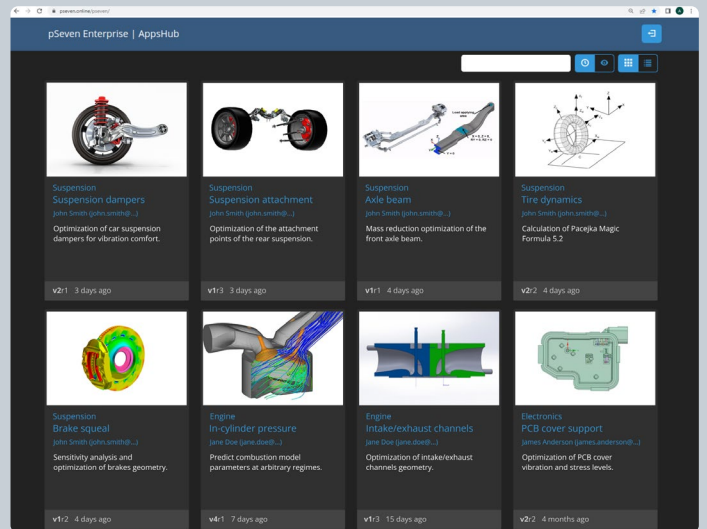 pseven.online/pseven/
pSeven Enterprise | AppsHub
Suspension
Suspension dampers
John Smith (john.smith@...)
Optimization of car suspension
dampers for vibration comfort.
v2r1 3 days ago
Suspension
Suspension attachment
John Smith (john.smith@...)
Optimization of the attachment
points of the rear suspension.
v1r3 3 days ago
Suspension
Axle beam
John Smith (john.smith@...)
Mass reduction optimization of the
front axle beam.
v1r1 4 days ago
Suspension
Tire dynamics
John Smith (john.smith@...)
Calculation of Pacejka Magic
Formula 5.2
v2r2 4 days ago
Suspension
Brake squeal
John Smith (john.smith@...)
Sensitivity analysis and
optimization of brakes geometry.
v1r2 4 days ago
Engine
In-cylinder pressure
Jane Doe (jane.doe@...)
Predict combustion model
parameters at arbitrary regimes.
v4r1 7 days ago
Engine
Intake/exhaust channels
Jane Doe (jane.doe@...)
Optimization of intake/exhaust
channels geometry.
v1r3 15 days ago
Electronics
PCB cover support
James Anderson (james.anderson@...)
Optimization of PCB cover
vibration and stress levels.
v2r2 4 months ago